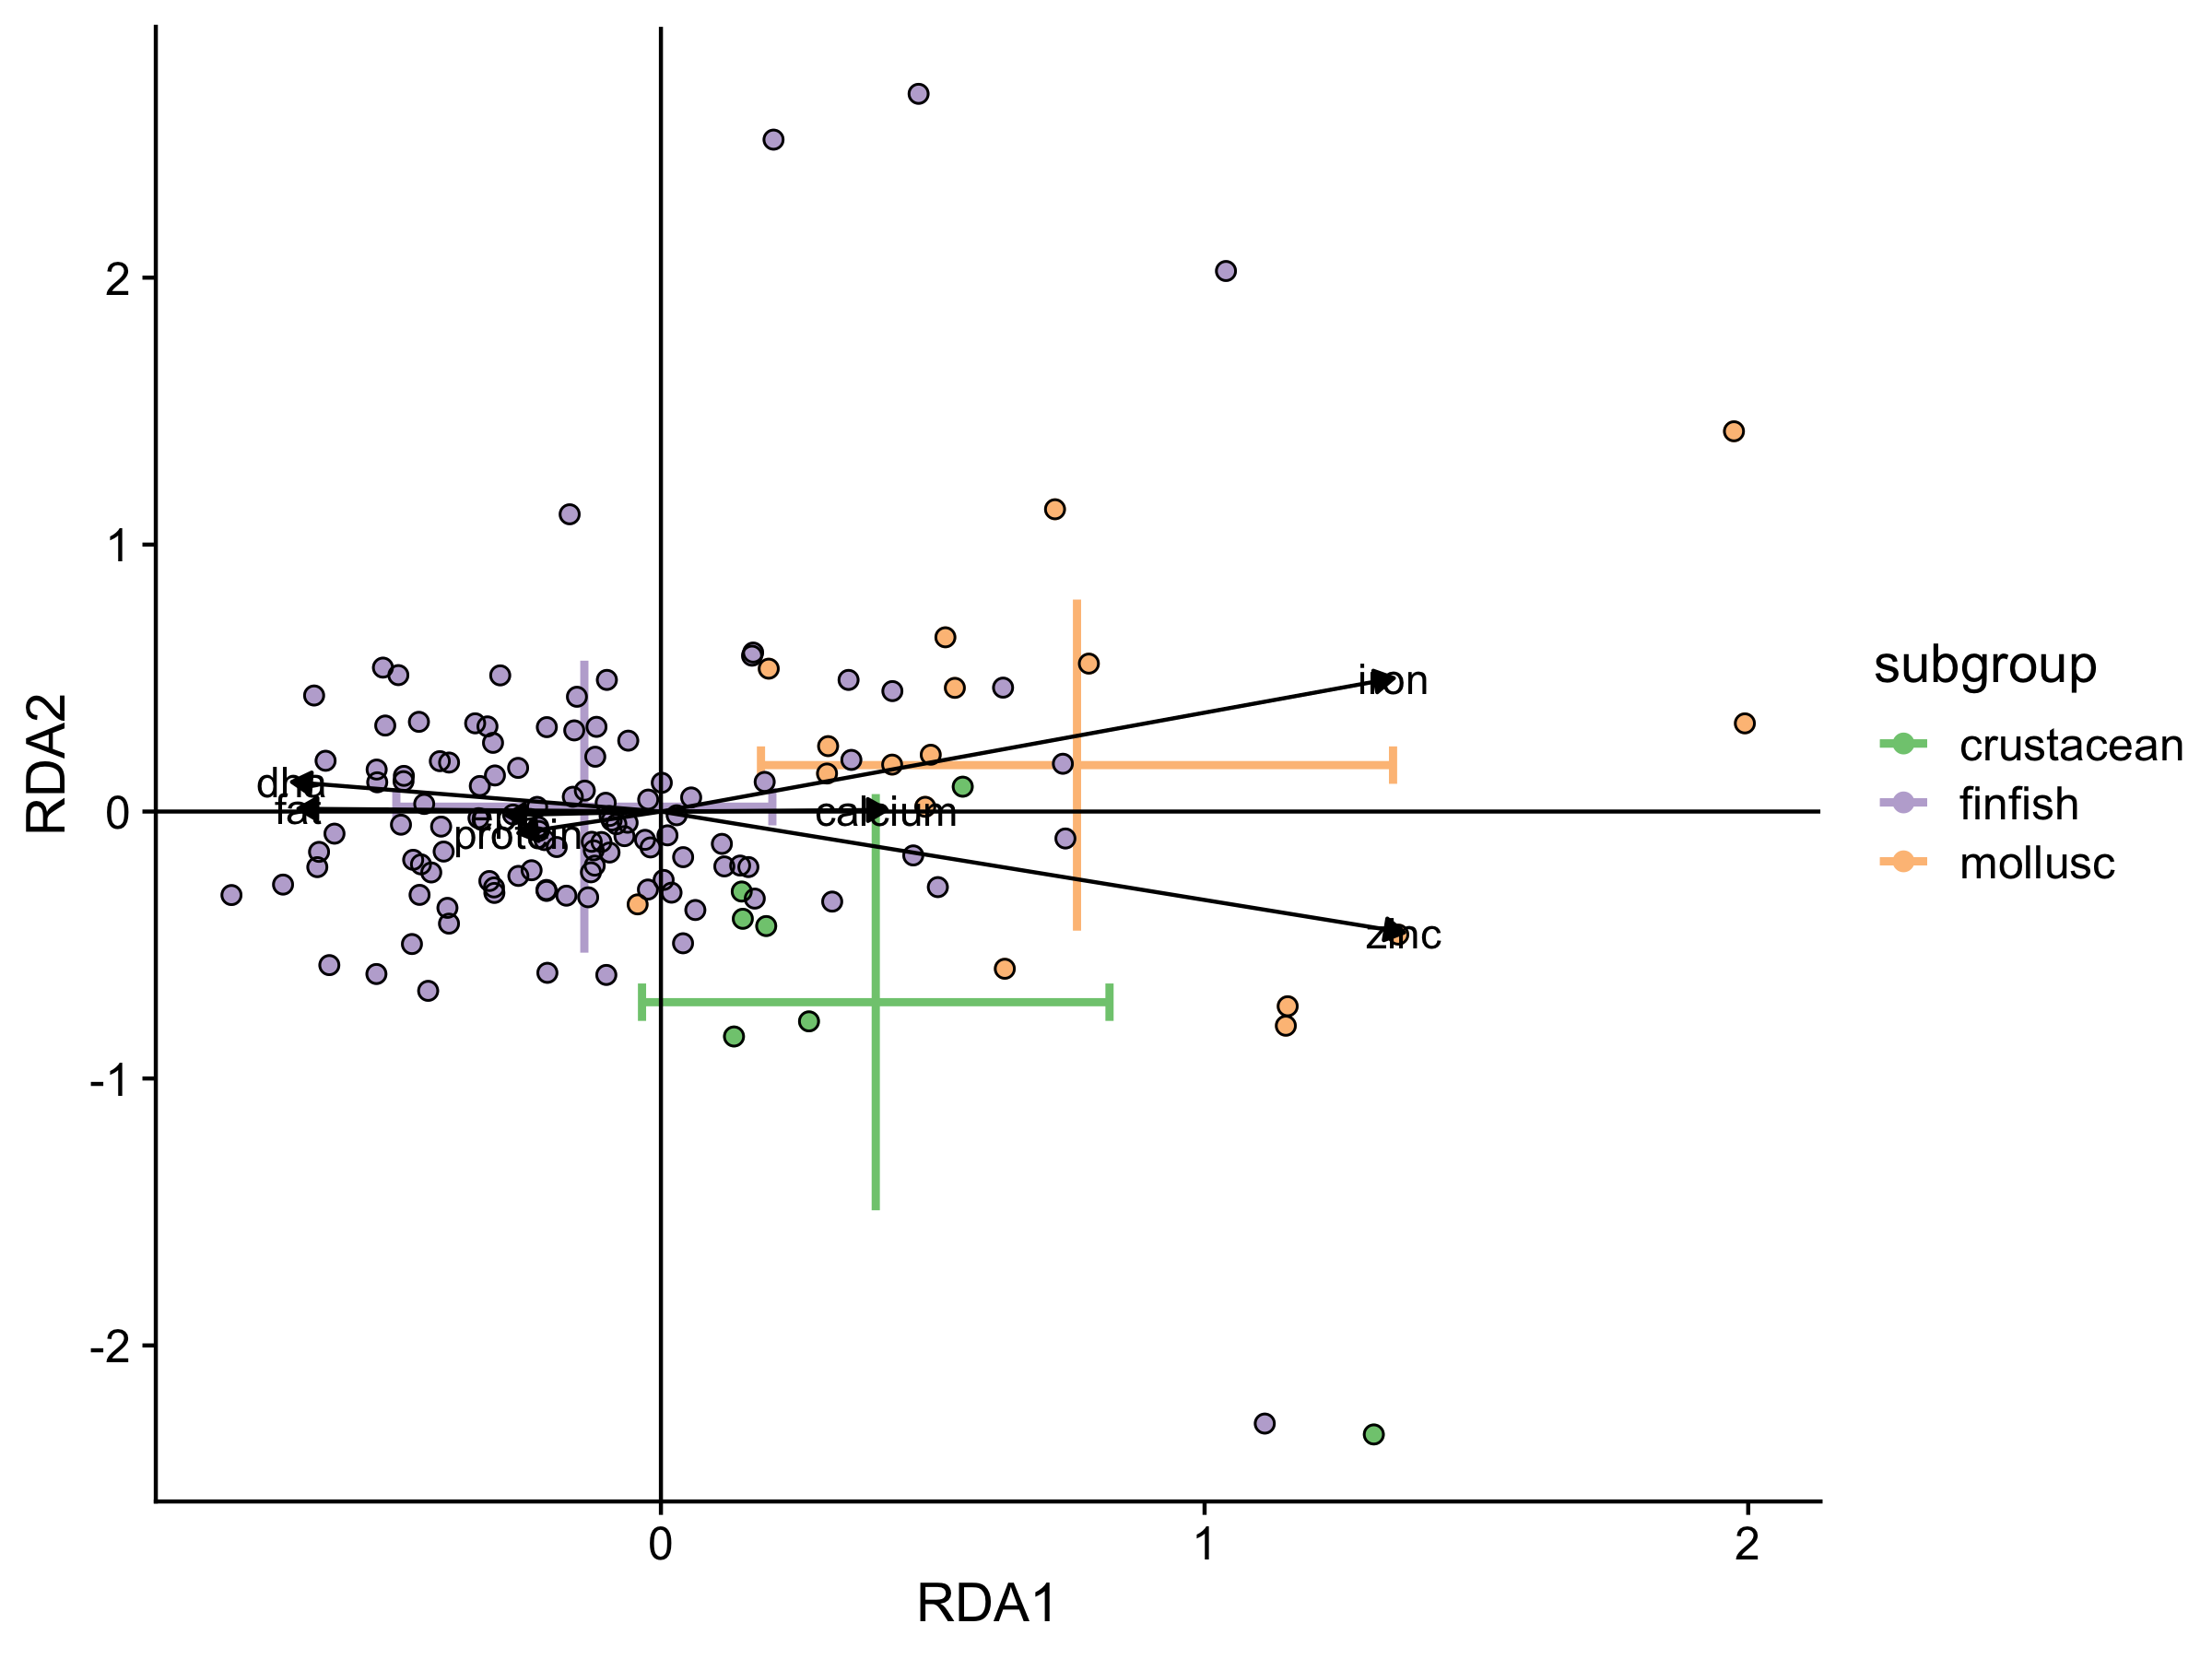 RDA2
2
1
0
-1
-2
iron
dha
fat
calcium
protein
zinc
0
1
2
RDA1
subgroup
crustacean
finfish
mollusc